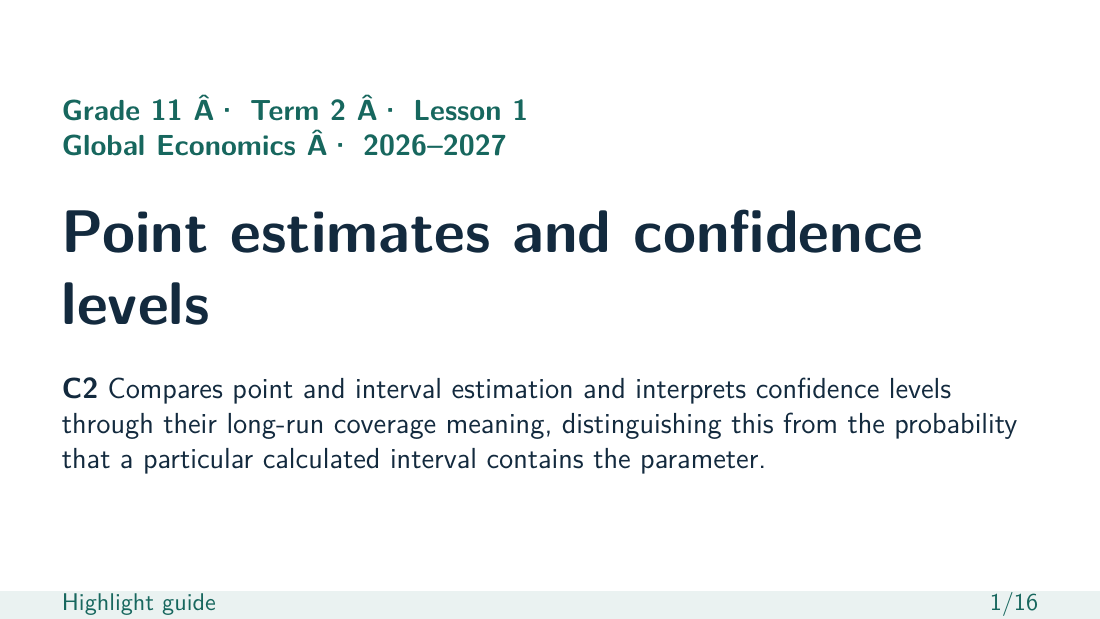 Grade 11 Â · Term 2 Â · Lesson 1
Global Economics Â · 2026–2027
Point estimates and confidence
levels
C2 Compares point and interval estimation and interprets confidence levels
through their long-run coverage meaning, distinguishing this from the probability
that a particular calculated interval contains the parameter.
Highlight guide
1/16